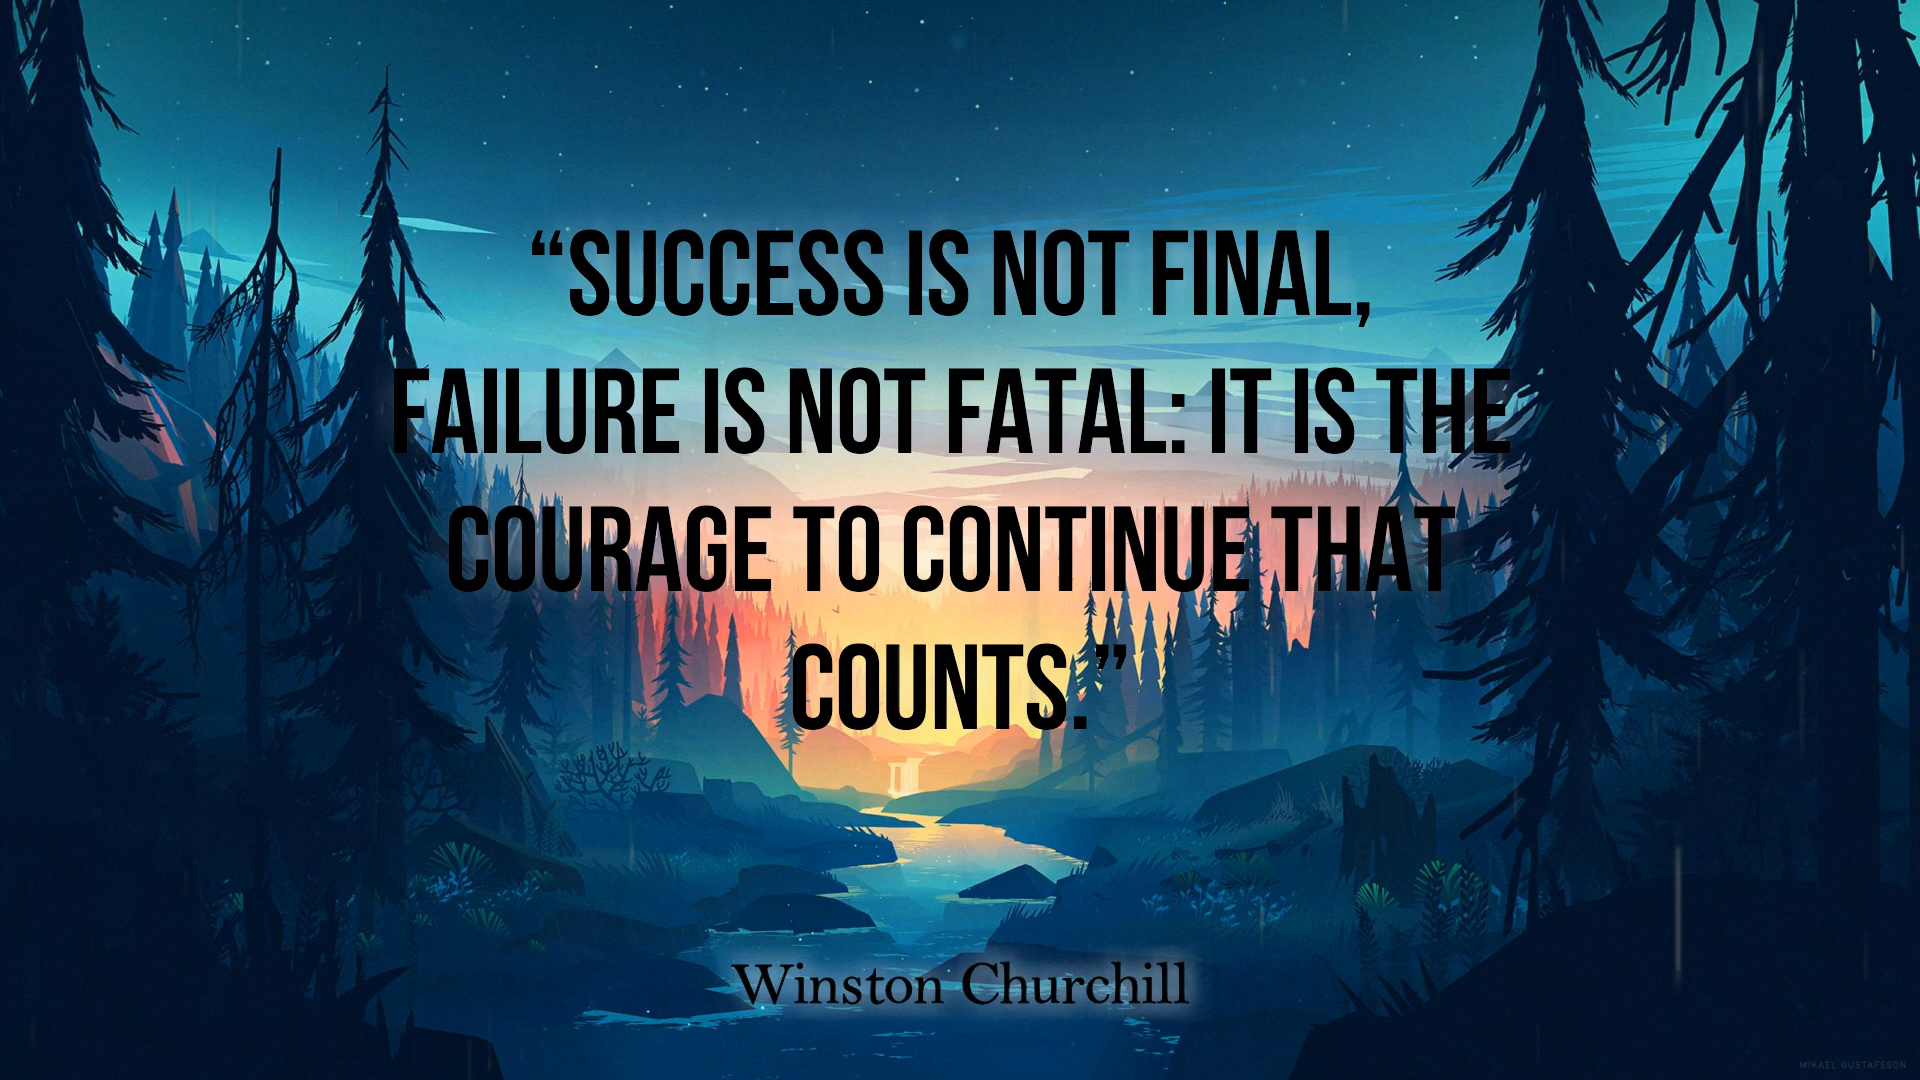 “SUCCESS IS NOT FINAL,
FAILURE IS NOT FATAL: IT IS THE
COURAGE TO CONTINUE THAT
COUNTS.”
Winston Churchill
MIKAEL GUSTAFSSON